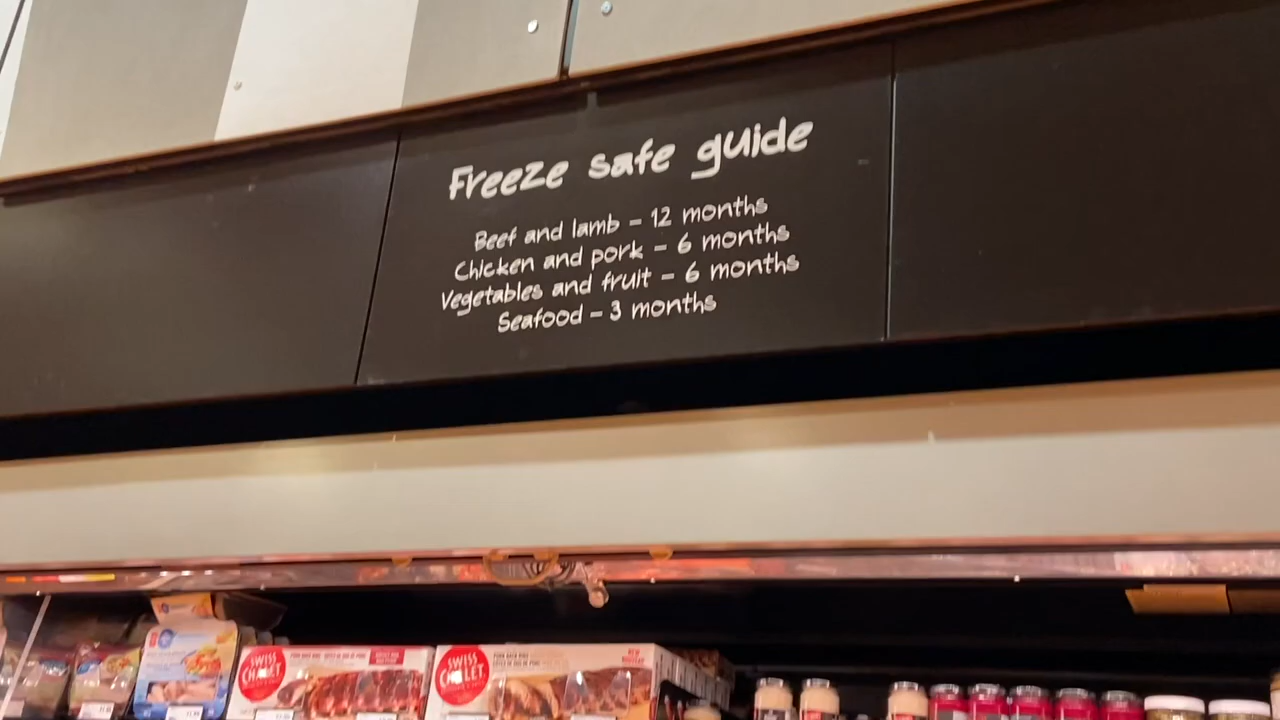 Freeze safe guide
Beef and lamb - 12 months
Chicken and pork - 6 months
Vegetables and fruit - 6 months
Seafood - 3 months
SWISS
CHALET
SWISS
CHALET